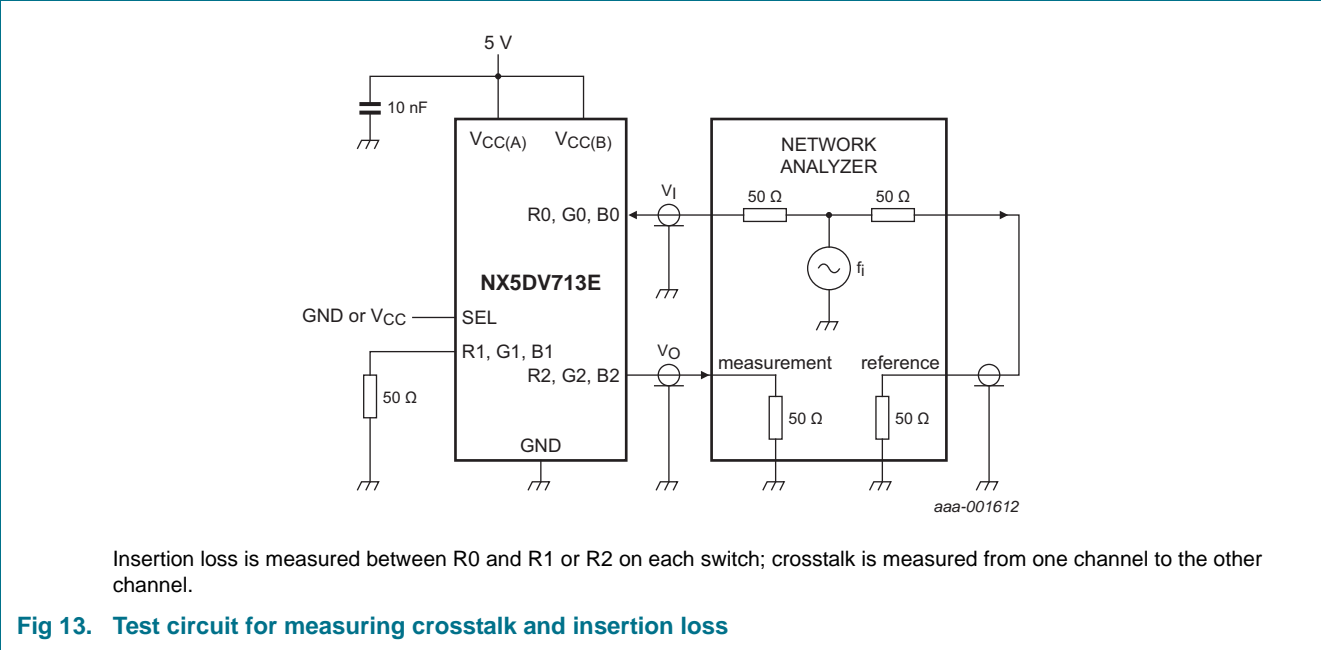 5 V
10 nF
VCC(A) VCC(B)
NETWORK
ANALYZER
VI
50 Ω 50 Ω
R0, G0, B0
fi
NX5DV713E
GND or VCC
SEL
R1, G1, B1
VO
measurement reference
R2, G2, B2
50 Ω
50 Ω 50 Ω
GND
aaa-001612
Insertion loss is measured between R0 and R1 or R2 on each switch; crosstalk is measured from one channel to the other
channel.
Fig 13. Test circuit for measuring crosstalk and insertion loss